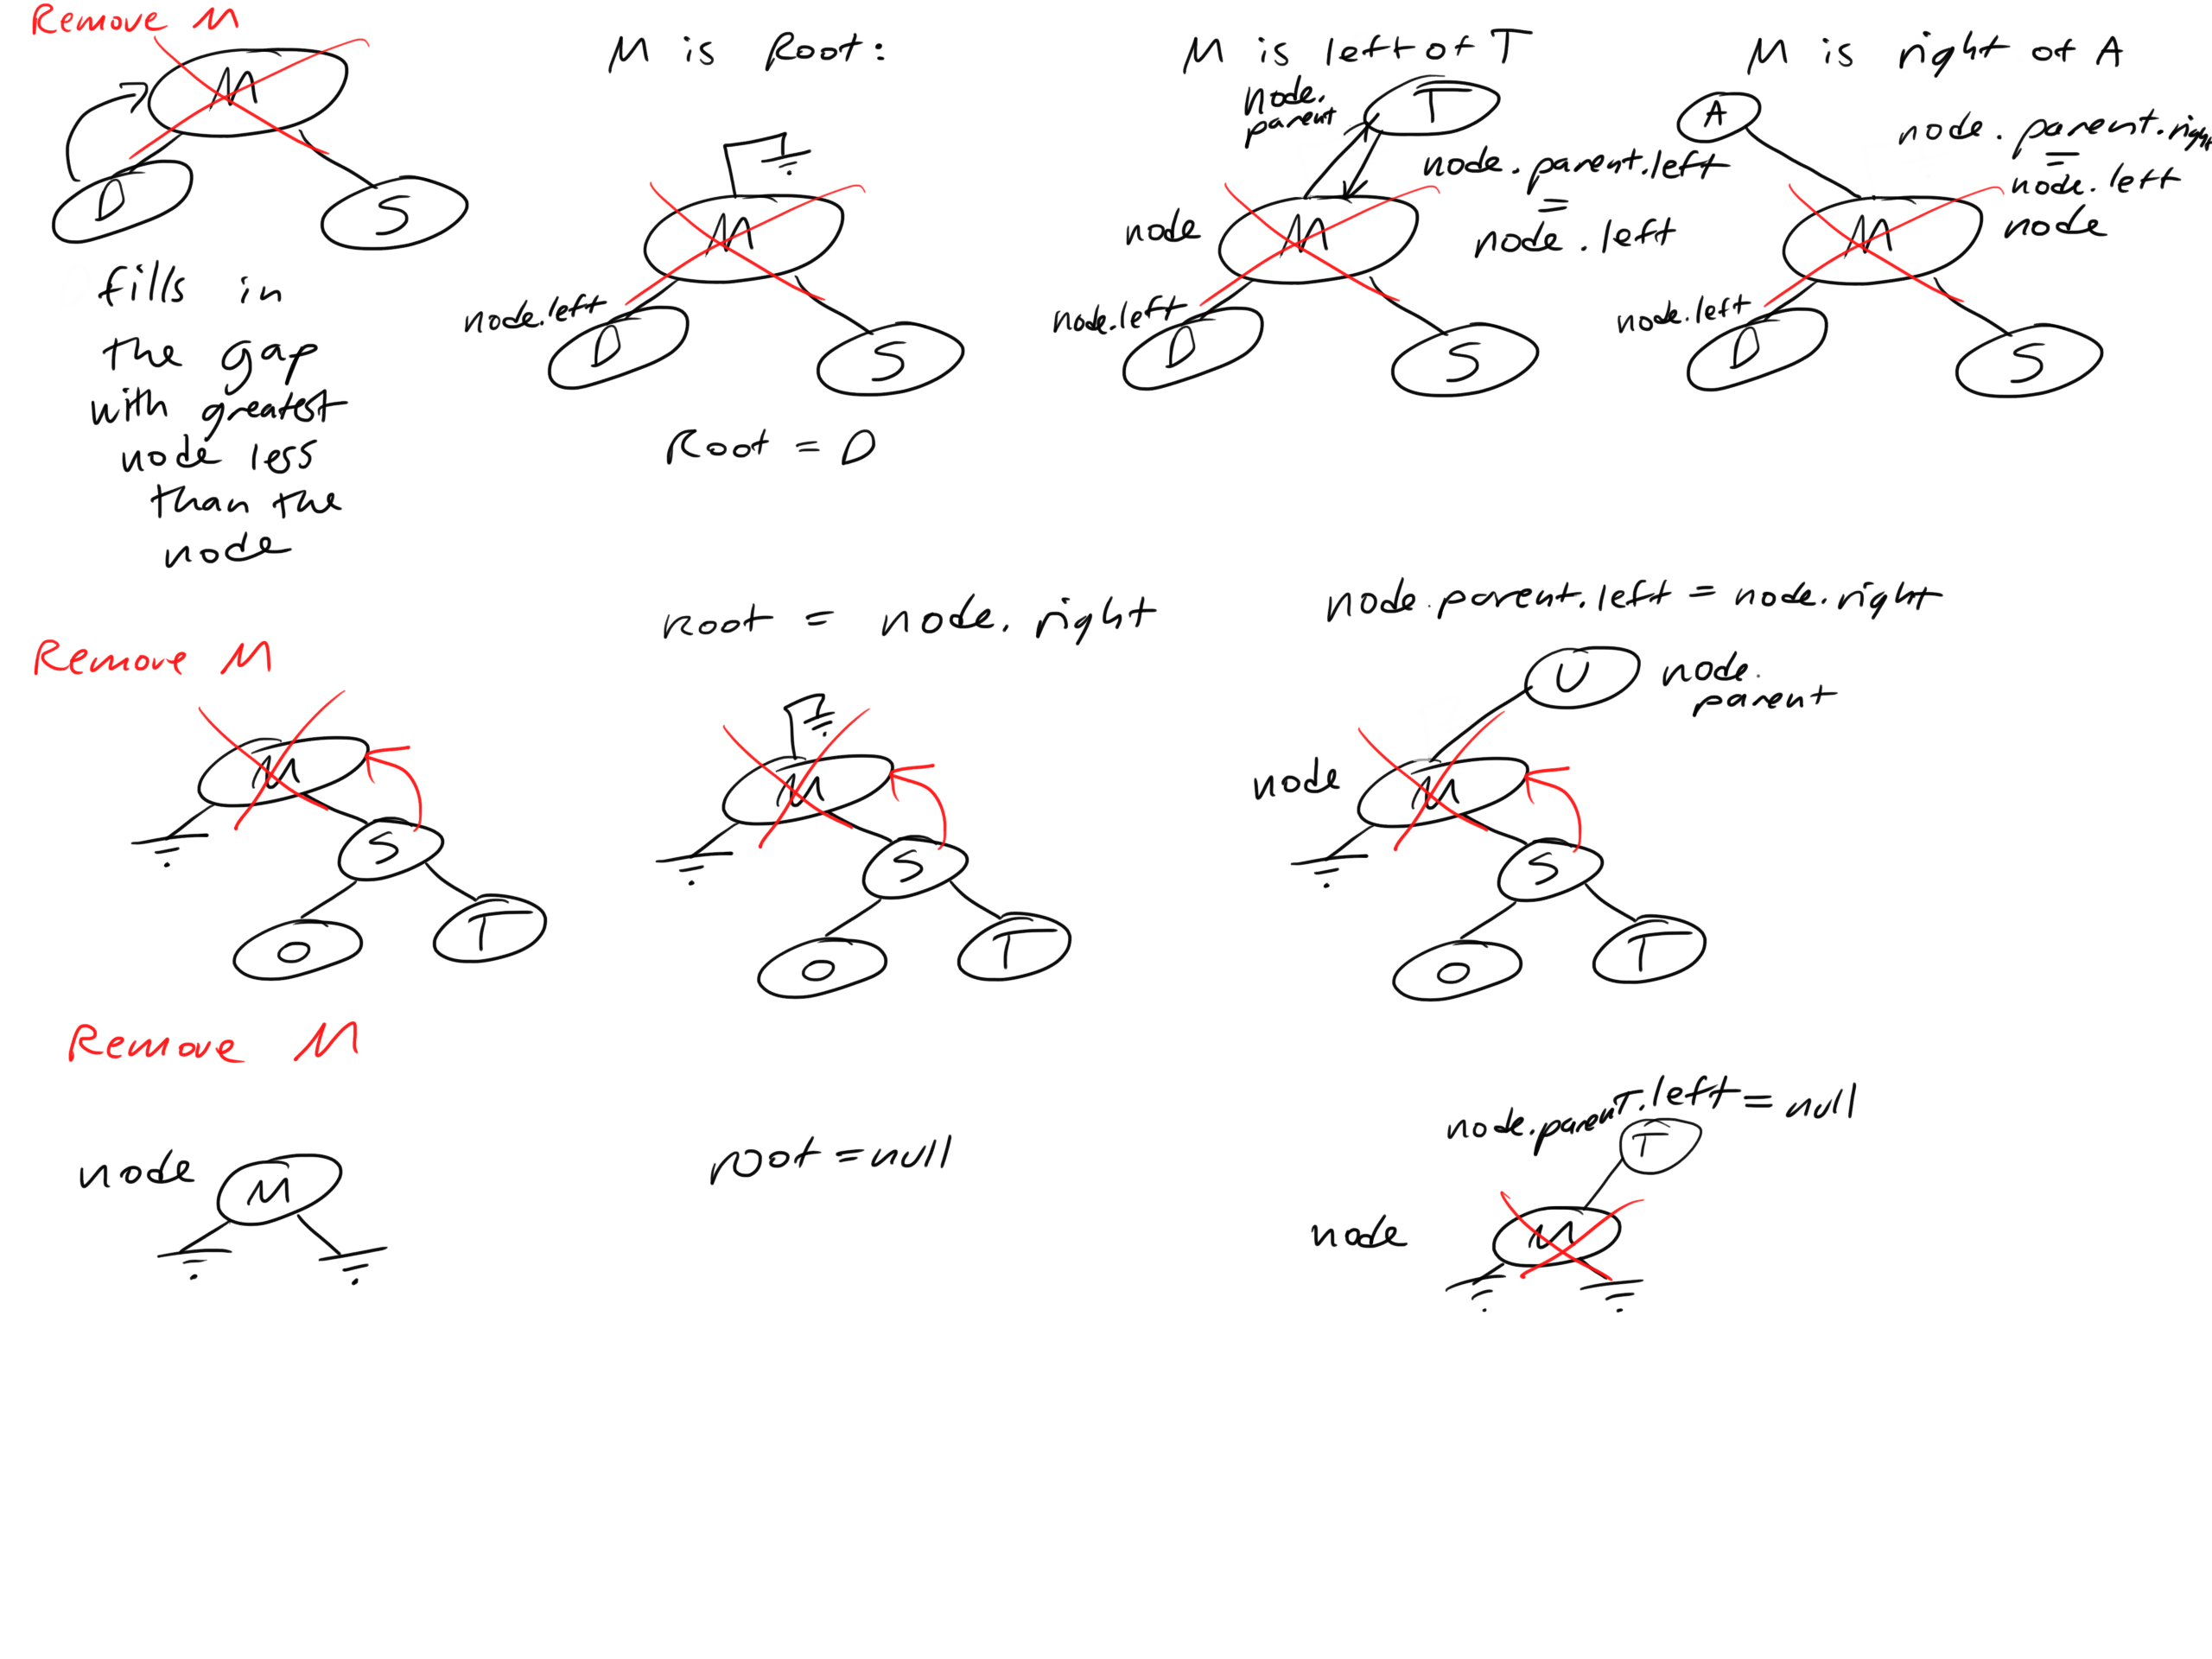 Remove M
M
D
S
fills in
the gap
with greatest
node less
than the
node
M is Root:
M
node.left
D
S
Root = D
M is left of T
node.
parent
T
node.parent.left
=
node.left
node
M
node.left
D
S
M is right of A
A
node.parent.right
=
node.left
node
M
node.left
D
S
Remove M
M
S
O
T
Root = node.right
M
S
O
T
node.parent.left = node.right
U
node.
parent
node
M
S
O
T
Remove M
node
M
root = null
node.parent.left = null
T
node
M